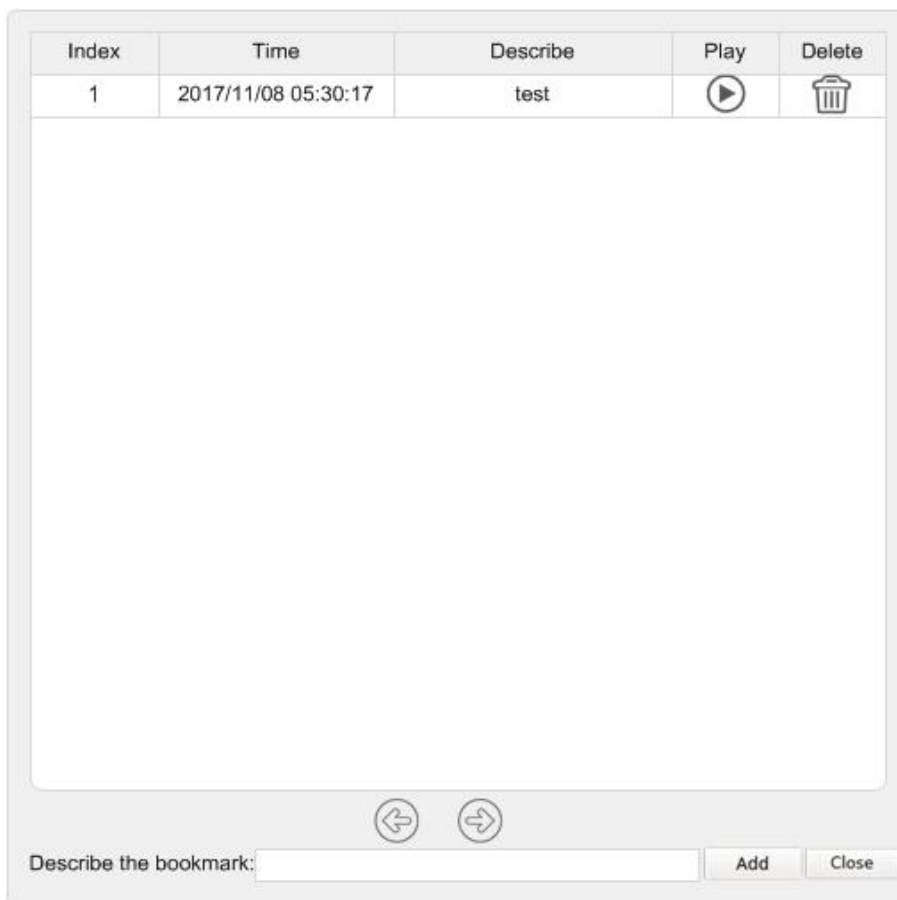 Index Time Describe Play Delete
1 2017/11/08 05:30:17 test
Describe the bookmark: Add Close